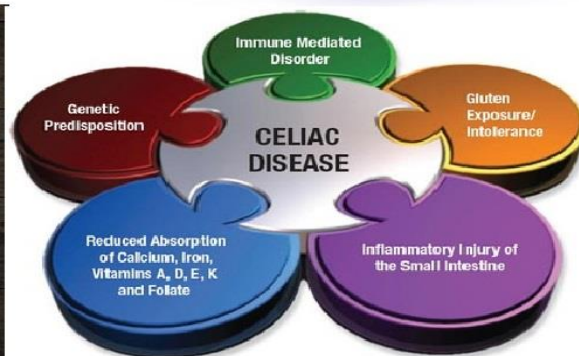 Immune Mediated
Disorder
Genetic
Predisposition
Gluten
Exposure/
Intolerance
CELIAC
DISEASE
Reduced Absorption
of Calcium, Iron,
Vitamins A, D, E, K
and Follate
Inflammatory Injury of
the Small Intestine